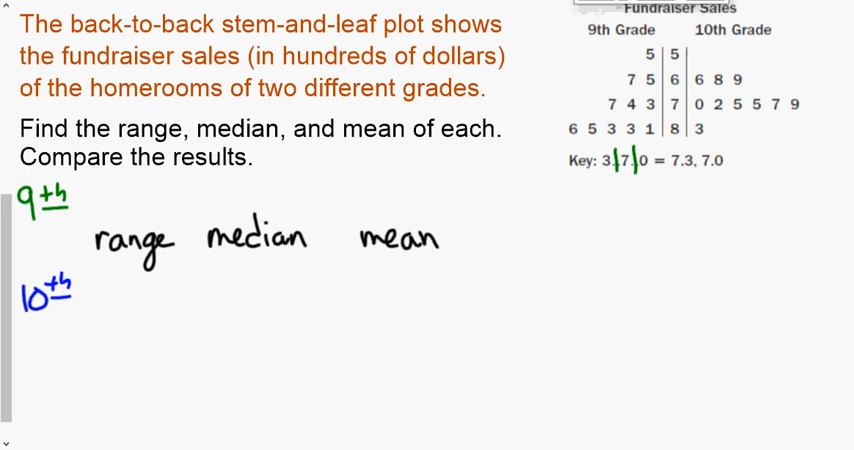 The back-to-back stem-and-leaf plot shows
the fundraiser sales (in hundreds of dollars)
of the homerooms of two different grades.
Find the range, median, and mean of each.
Compare the results.
9th
range median mean
10th
Fundraiser Sales
9th Grade 10th Grade
5 | 5 |
7 5 | 6 | 6 8 9
7 4 3 | 7 | 0 2 5 5 7 9
6 5 3 3 1 | 8 | 3
Key: 3|7|0 = 7.3, 7.0